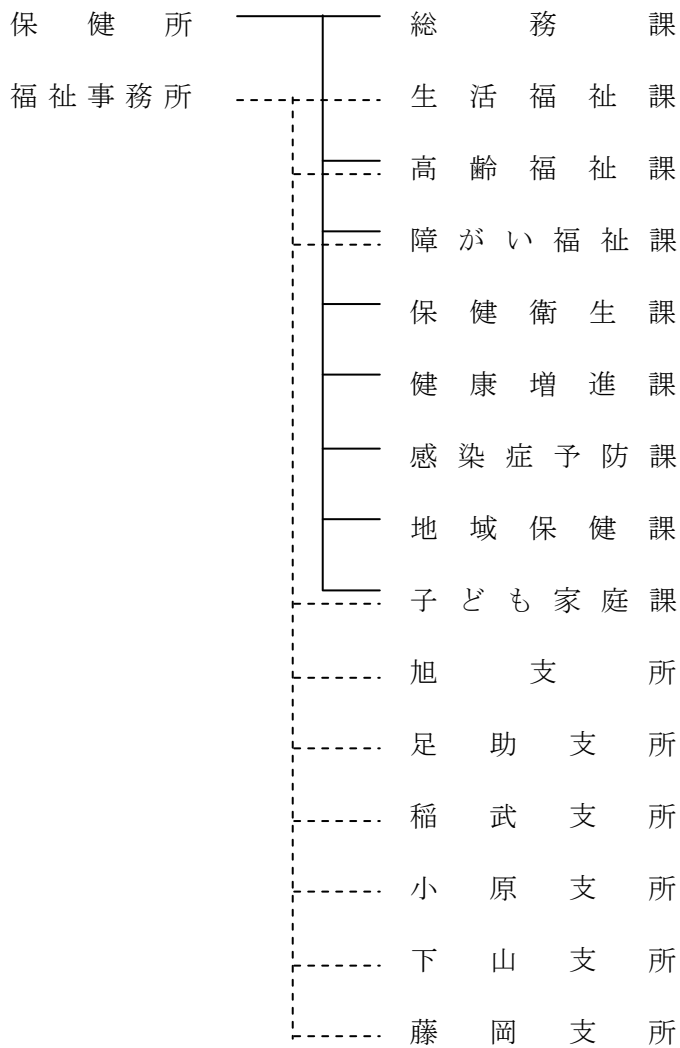 保健所 総務課
福祉事務所 生活福祉課
高齢福祉課
障がい福祉課
保健衛生課
健康増進課
感染症予防課
地域保健課
子ども家庭課
旭支所
足助支所
稲武支所
小原支所
下山支所
藤岡支所